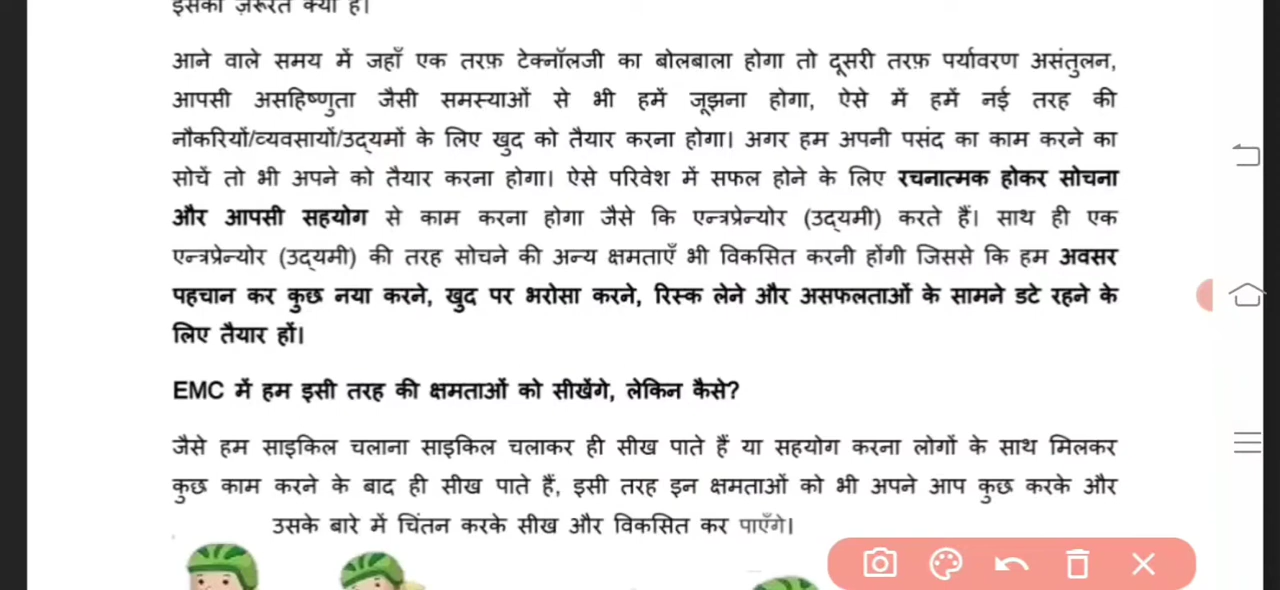 इसकी ज़रूरत क्या है।
आने वाले समय में जहाँ एक तरफ़ टेक्नॉलजी का बोलबाला होगा तो दूसरी तरफ़ पर्यावरण असंतुलन,
आपसी असहिष्णुता जैसी समस्याओं से भी हमें जूझना होगा, ऐसे में हमें नई तरह की
नौकरियों/व्यवसायों/उद्यमों के लिए खुद को तैयार करना होगा। अगर हम अपनी पसंद का काम करने का
सोचें तो भी अपने को तैयार करना होगा। ऐसे परिवेश में सफल होने के लिए रचनात्मक होकर सोचना
और आपसी सहयोग से काम करना होगा जैसे कि एन्त्रप्रेन्योर (उद्यमी) करते हैं। साथ ही एक
एन्त्रप्रेन्योर (उद्यमी) की तरह सोचने की अन्य क्षमताएँ भी विकसित करनी होंगी जिससे कि हम अवसर
पहचान कर कुछ नया करने, खुद पर भरोसा करने, रिस्क लेने और असफलताओं के सामने डटे रहने के
लिए तैयार हों।
EMC में हम इसी तरह की क्षमताओं को सीखेंगे, लेकिन कैसे?
जैसे हम साइकिल चलाना साइकिल चलाकर ही सीख पाते हैं या सहयोग करना लोगों के साथ मिलकर
कुछ काम करने के बाद ही सीख पाते हैं, इसी तरह इन क्षमताओं को भी अपने आप कुछ करके और
उसके बारे में चिंतन करके सीख और विकसित कर पाएँगे।